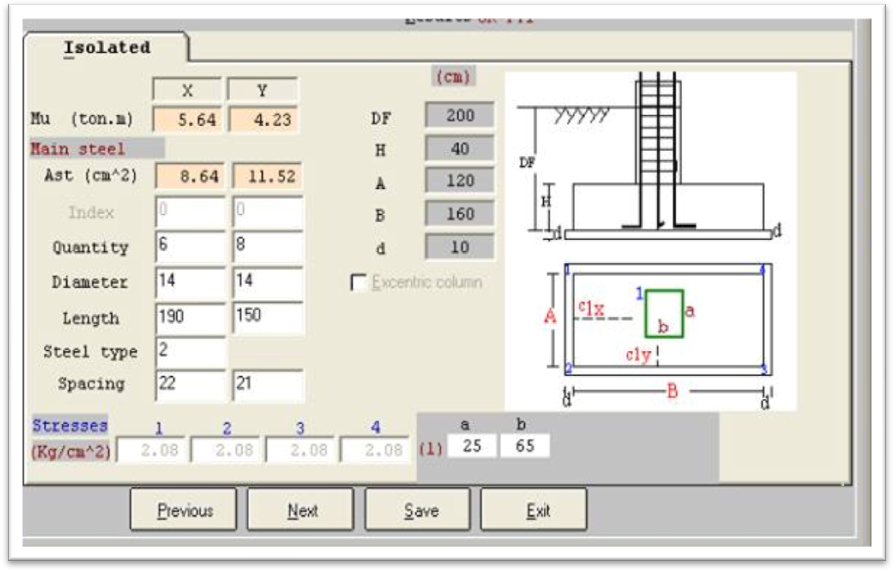 Isolated
X Y (cm)
Mu (ton.m) 5.64 4.23 DF 200
Main steel H 40
Ast (cm^2) 8.64 11.52 A 120
Index 0 0 B 160
Quantity 6 8 d 10
Diameter 14 14 Excentric column
Length 190 150
Steel type 2
Spacing 22 21
DF
H
d d
1 4
A clx 1 a
b
cly
2 3
d B d
Stresses 1 2 3 4 a b
(Kg/cm^2) 2.08 2.08 2.08 2.08 (1) 25 65
Previous Next Save Exit